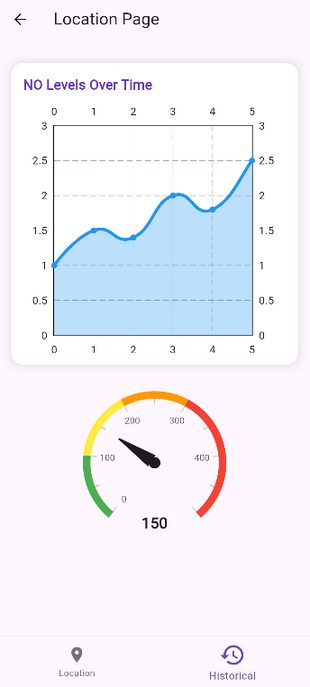 Location Page
NO Levels Over Time
0 1 2 3 4 5
3 3
2.5 2.5
2 2
1.5 1.5
1 1
0.5 0.5
0 0
0 1 2 3 4 5
200 300
100 400
0
150
Location Historical